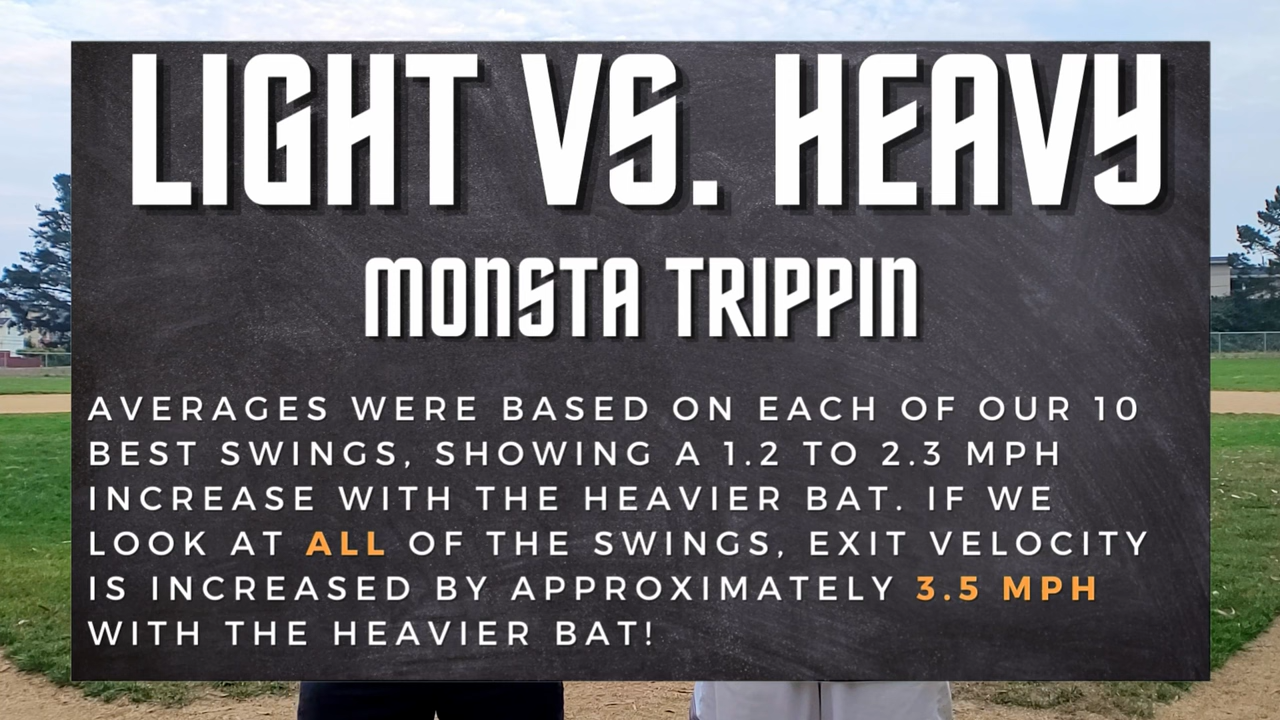 LIGHT VS. HEAVY
MONSTA TRIPPIN
AVERAGES WERE BASED ON EACH OF OUR 10
BEST SWINGS, SHOWING A 1.2 TO 2.3 MPH
INCREASE WITH THE HEAVIER BAT. IF WE
LOOK AT ALL OF THE SWINGS, EXIT VELOCITY
IS INCREASED BY APPROXIMATELY 3.5 MPH
WITH THE HEAVIER BAT!